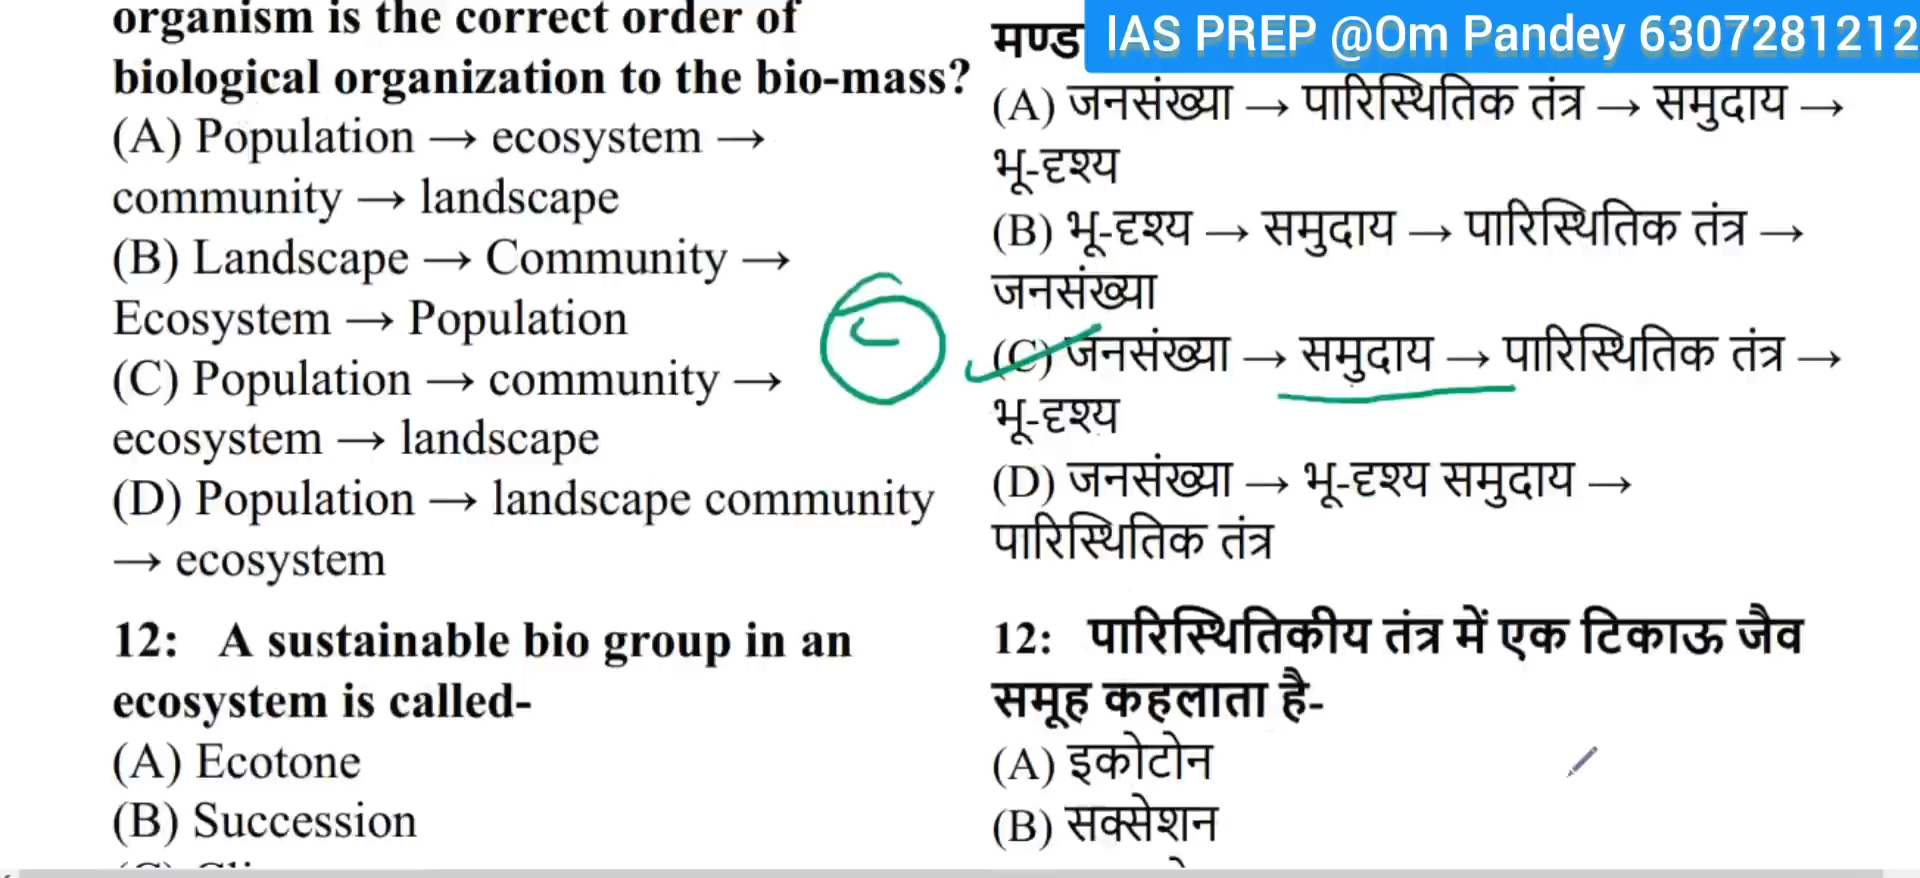 organism is the correct order of
biological organization to the bio-mass?
(A) Population → ecosystem →
community → landscape
(B) Landscape → Community →
Ecosystem → Population
(C) Population → community →
ecosystem → landscape
(D) Population → landscape community
→ ecosystem
12: A sustainable bio group in an
ecosystem is called-
(A) Ecotone
(B) Succession
IAS PREP @Om Pandey 6307281212
(A) जनसंख्या → पारिस्थितिक तंत्र → समुदाय →
भू-दृश्य
(B) भू-दृश्य → समुदाय → पारिस्थितिक तंत्र →
जनसंख्या
(C) जनसंख्या → समुदाय → पारिस्थितिक तंत्र →
भू-दृश्य
(D) जनसंख्या → भू-दृश्य समुदाय →
पारिस्थितिक तंत्र
12: पारिस्थितिकीय तंत्र में एक टिकाऊ जैव
समूह कहलाता है-
(A) इकोटोन
(B) सक्सेशन